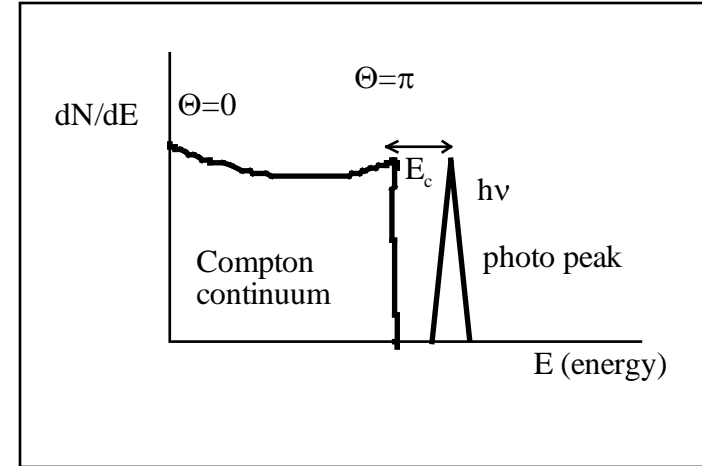 Θ=π
dN/dE
Θ=0
E_c
hν
Compton
continuum
photo peak
E (energy)